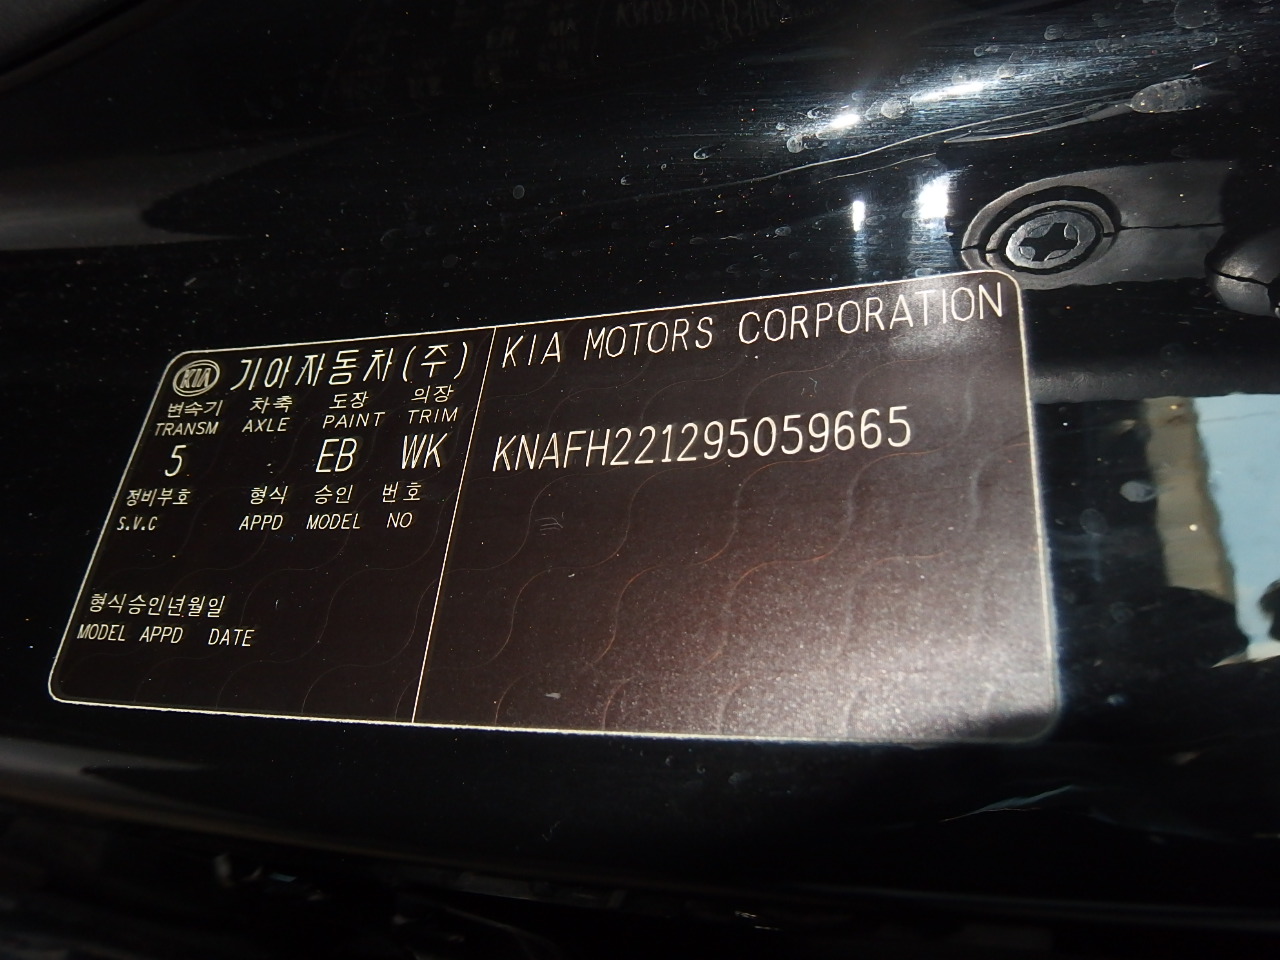 KIA 기아자동차(주)
변속기 차축 도장 의장
TRANSM AXLE PAINT TRIM
5 EB WK
정비부호 형식 승인 번호
S.V.C APPD MODEL NO
형식승인년월일
MODEL APPD DATE
KIA MOTORS CORPORATION
KNAFH221295059665